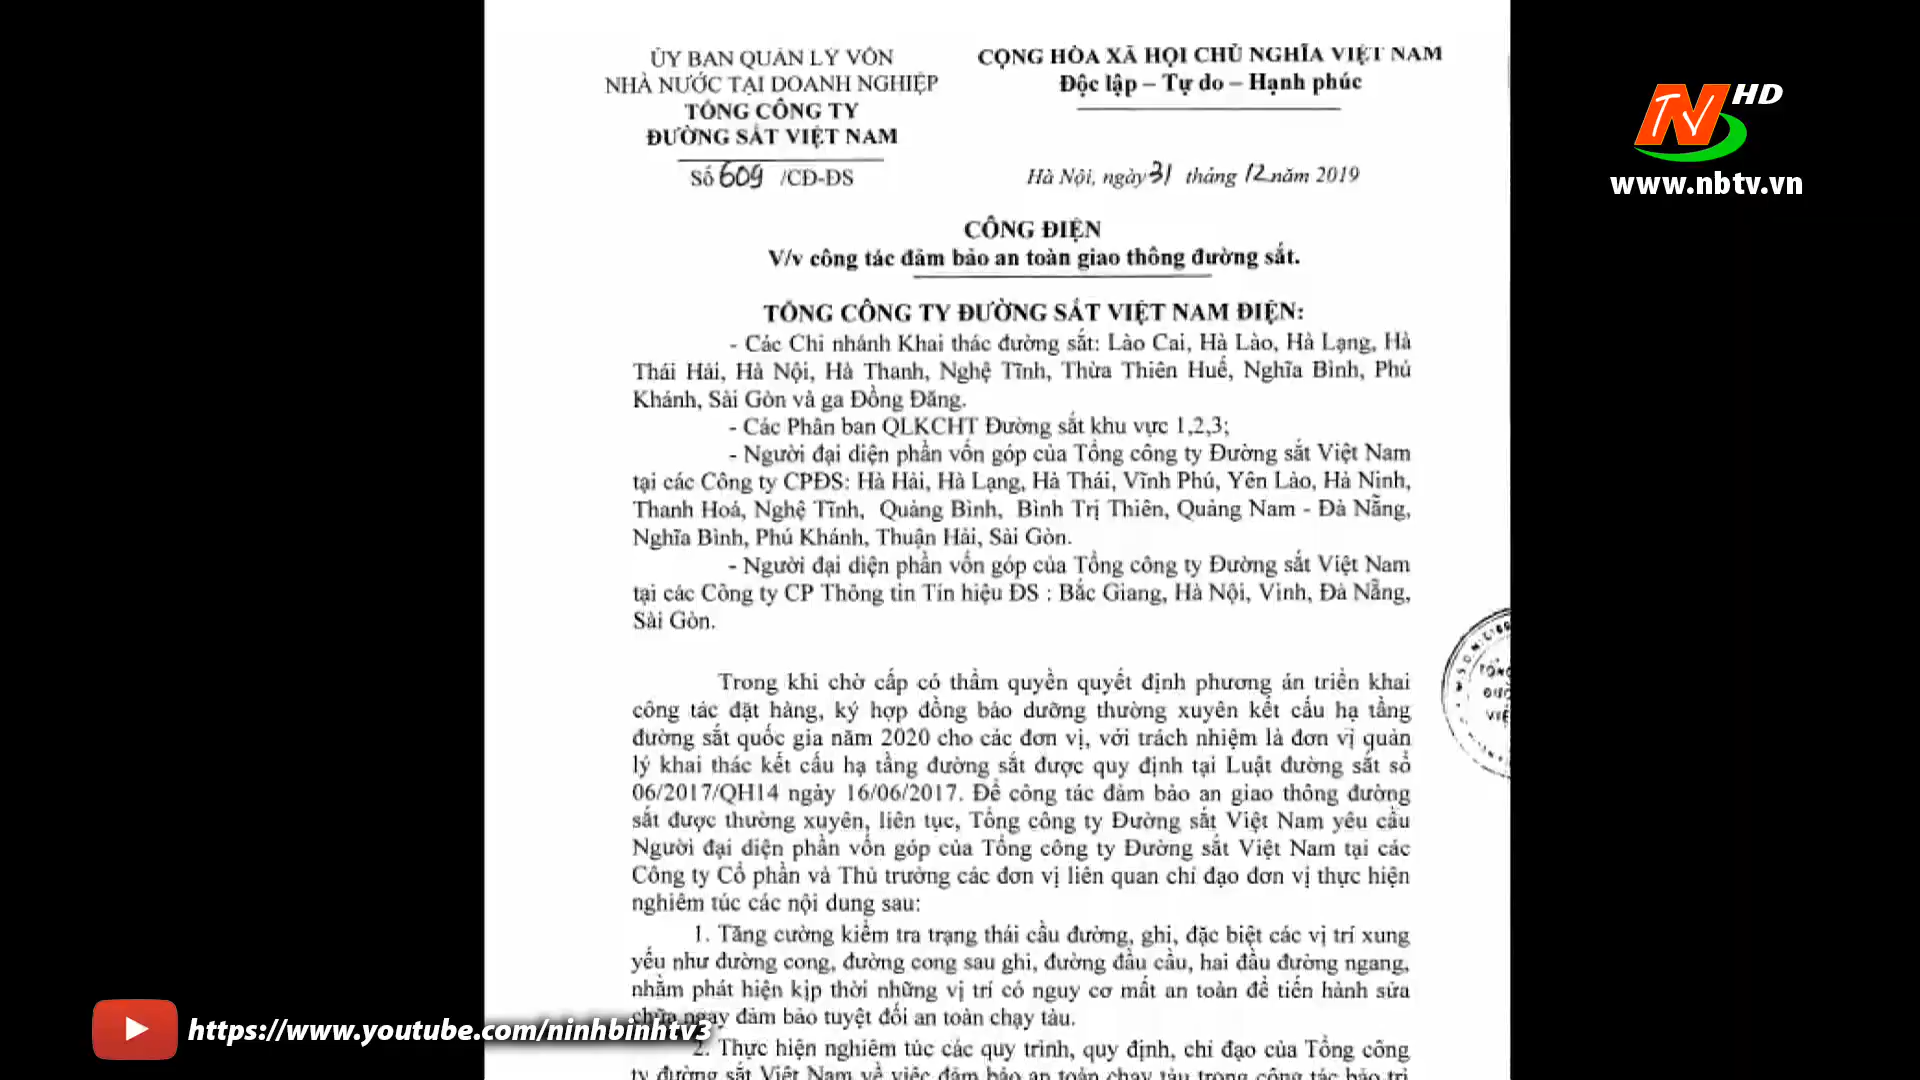 ỦY BAN QUẢN LÝ VỐN
NHÀ NƯỚC TẠI DOANH NGHIỆP
TỔNG CÔNG TY
ĐƯỜNG SẮT VIỆT NAM
Số 609 /CĐ-ĐS
CỘNG HÒA XÃ HỘI CHỦ NGHĨA VIỆT NAM
Độc lập – Tự do – Hạnh phúc
Hà Nội, ngày 31 tháng 12 năm 2019
NTV HD
www.nbtv.vn
CÔNG ĐIỆN
V/v công tác đảm bảo an toàn giao thông đường sắt.
TỔNG CÔNG TY ĐƯỜNG SẮT VIỆT NAM ĐIỆN:
- Các Chi nhánh Khai thác đường sắt: Lào Cai, Hà Lào, Hà Lạng, Hà
Thái Hải, Hà Nội, Hà Thanh, Nghệ Tĩnh, Thừa Thiên Huế, Nghĩa Bình, Phú
Khánh, Sài Gòn và ga Đồng Đăng.
- Các Phân ban QLKCHT Đường sắt khu vực 1,2,3;
- Người đại diện phần vốn góp của Tổng công ty Đường sắt Việt Nam
tại các Công ty CPĐS: Hà Hải, Hà Lạng, Hà Thái, Vĩnh Phú, Yên Lào, Hà Ninh,
Thanh Hoá, Nghệ Tĩnh, Quảng Bình, Bình Trị Thiên, Quảng Nam - Đà Nẵng,
Nghĩa Bình, Phú Khánh, Thuận Hải, Sài Gòn.
- Người đại diện phần vốn góp của Tổng công ty Đường sắt Việt Nam
tại các Công ty CP Thông tin Tín hiệu ĐS : Bắc Giang, Hà Nội, Vinh, Đà Nẵng,
Sài Gòn.
Trong khi chờ cấp có thẩm quyền quyết định phương án triển khai
công tác đặt hàng, ký hợp đồng bảo dưỡng thường xuyên kết cấu hạ tầng
đường sắt quốc gia năm 2020 cho các đơn vị, với trách nhiệm là đơn vị quản
lý khai thác kết cấu hạ tầng đường sắt được quy định tại Luật đường sắt số
06/2017/QH14 ngày 16/06/2017. Để công tác đảm bảo an giao thông đường
sắt được thường xuyên, liên tục, Tổng công ty Đường sắt Việt Nam yêu cầu
Người đại diện phần vốn góp của Tổng công ty Đường sắt Việt Nam tại các
Công ty Cổ phần và Thủ trưởng các đơn vị liên quan chỉ đạo đơn vị thực hiện
nghiêm túc các nội dung sau:
1. Tăng cường kiểm tra trạng thái cầu đường, ghi, đặc biệt các vị trí xung
yếu như đường cong, đường cong sau ghi, đường đầu cầu, hai đầu đường ngang,
nhằm phát hiện kịp thời những vị trí có nguy cơ mất an toàn để tiến hành sửa
chữa ngay đảm bảo tuyệt đối an toàn chạy tàu.
2. Thực hiện nghiêm túc các quy trình, quy định, chỉ đạo của Tổng công
ty đường sắt Việt Nam về việc đảm bảo an toàn chạy tàu trong công tác bảo trì
https://www.youtube.com/ninhbinhtv3